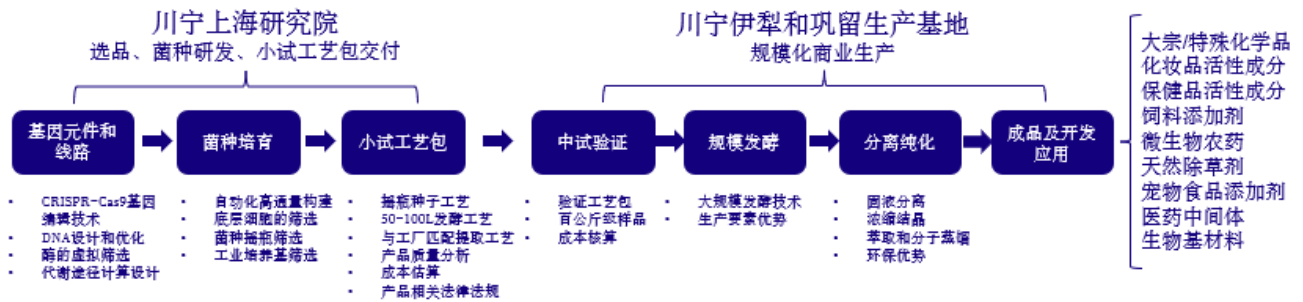 川宁上海研究院
选品、菌种研发、小试工艺包交付
川宁伊犁和巩留生产基地
规模化商业生产
基因元件和
线路
菌种培育
小试工艺包
中试验证
规模发酵
分离纯化
成品及开发
应用
• CRISPR-Cas9基因
编辑技术
• DNA设计和优化
• 酶的虚拟筛选
• 代谢途径计算设计
• 自动化高通量构建
• 底层细胞的筛选
• 菌种摇瓶筛选
• 工业培养基筛选
• 摇瓶种子工艺
• 50-100L发酵工艺
• 与工厂匹配提取工艺
• 产品质量分析
• 成本估算
• 产品相关法律法规
• 验证工艺包
• 百公斤级样品
• 成本核算
• 大规模发酵技术
• 生产要素优势
• 固液分离
• 浓缩结晶
• 萃取和分子蒸馏
• 环保优势
大宗/特殊化学品
化妆品活性成分
保健品活性成分
饲料添加剂
微生物农药
天然除草剂
宠物食品添加剂
医药中间体
生物基材料